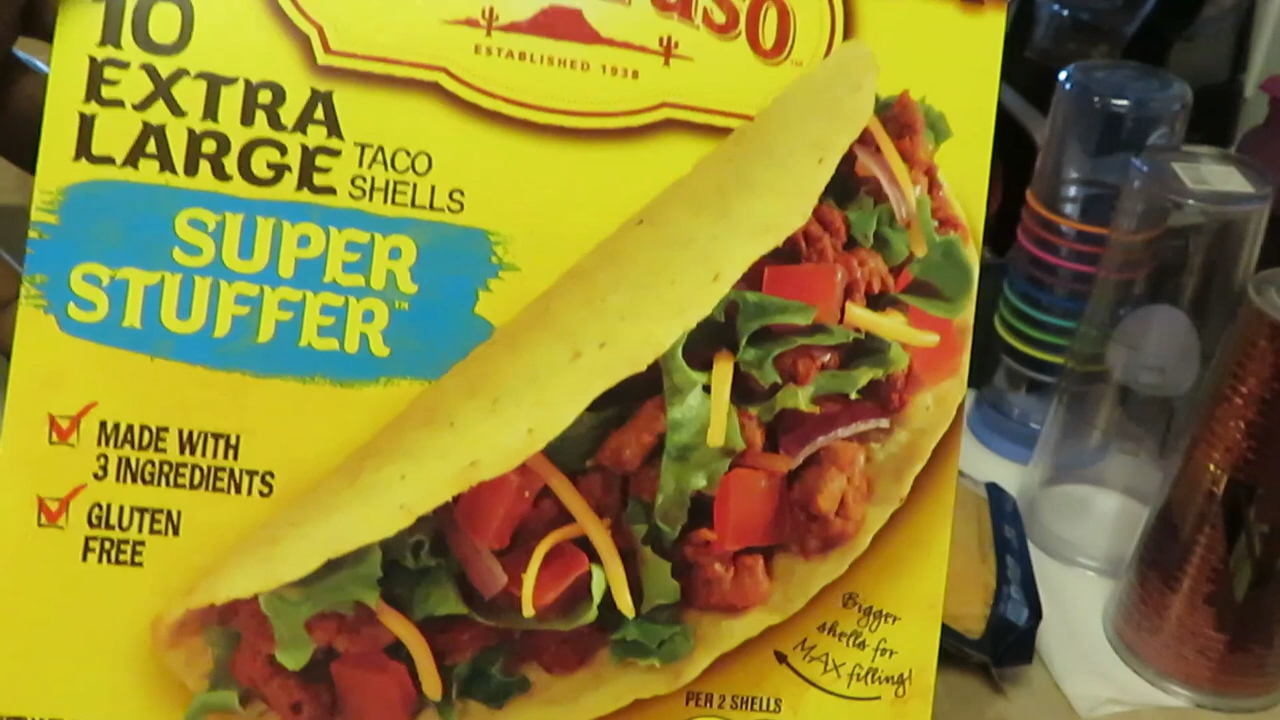 ESTABLISHED 1938
10
EXTRA
LARGE TACO
SHELLS
SUPER
STUFFER™
MADE WITH
3 INGREDIENTS
GLUTEN
FREE
Bigger
shells for
MAX filling!
PER 2 SHELLS